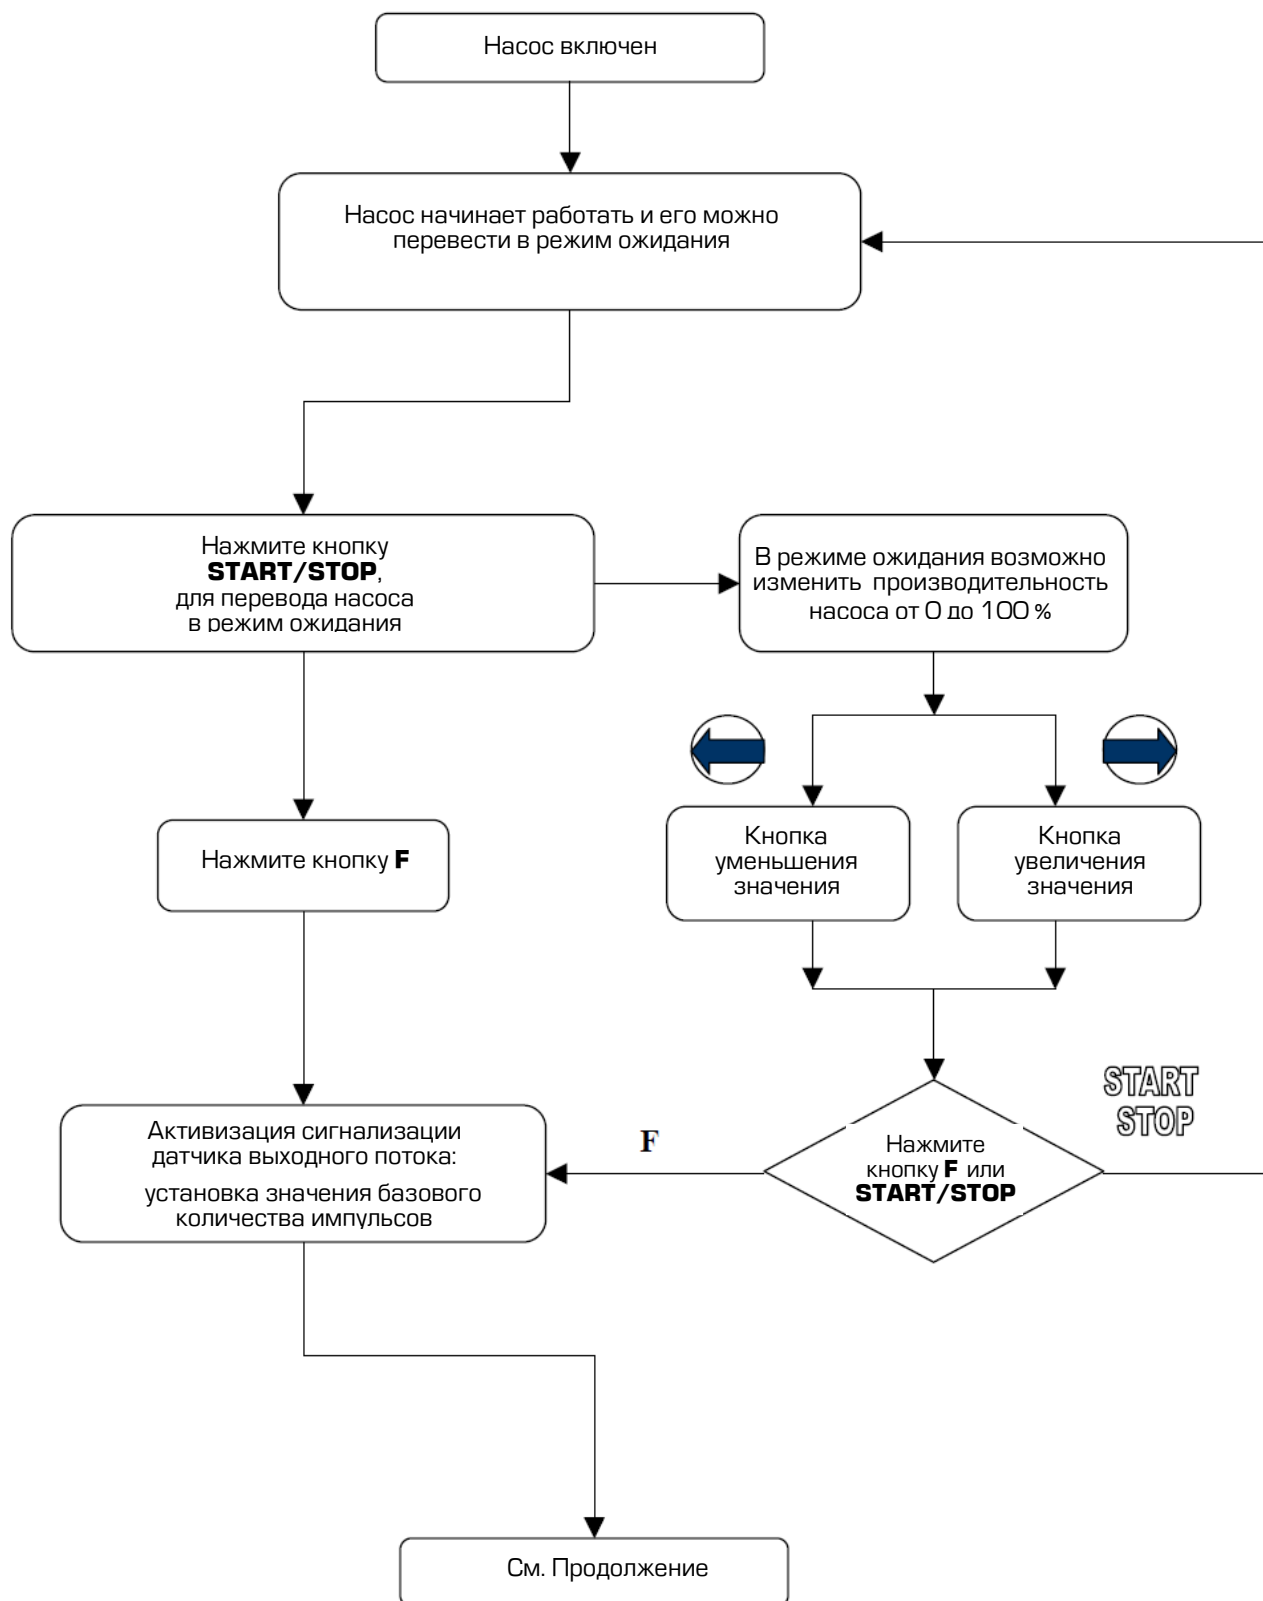 Насос включен
Насос начинает работать и его можно
перевести в режим ожидания
Нажмите кнопку
START/STOP,
для перевода насоса
в режим ожидания
В режиме ожидания возможно
изменить производительность
насоса от 0 до 100 %
Кнопка
уменьшения
значения
Кнопка
увеличения
значения
Нажмите кнопку F
START
STOP
Активизация сигнализации
датчика выходного потока:
установка значения базового
количества импульсов
F
Нажмите
кнопку F или
START/STOP
См. Продолжение